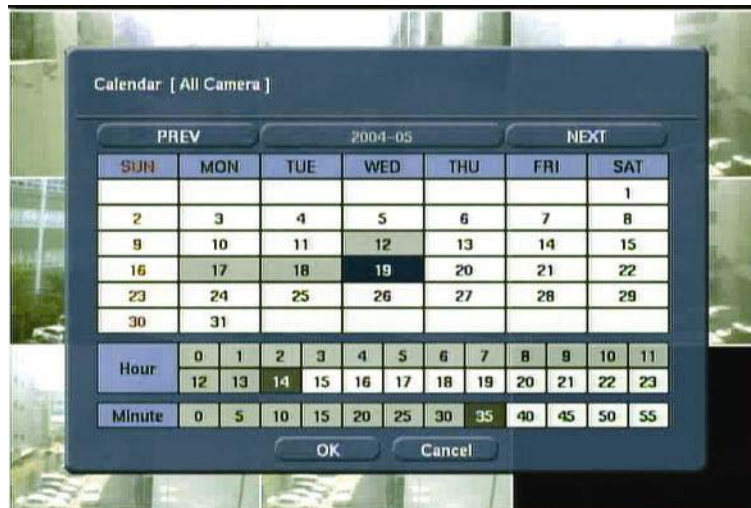 Calendar [ All Camera ]
PREV 2004-05 NEXT
SUN MON TUE WED THU FRI SAT
1
2 3 4 5 6 7 8
9 10 11 12 13 14 15
16 17 18 19 20 21 22
23 24 25 26 27 28 29
30 31
Hour 0 1 2 3 4 5 6 7 8 9 10 11
12 13 14 15 16 17 18 19 20 21 22 23
Minute 0 5 10 15 20 25 30 35 40 45 50 55
OK Cancel